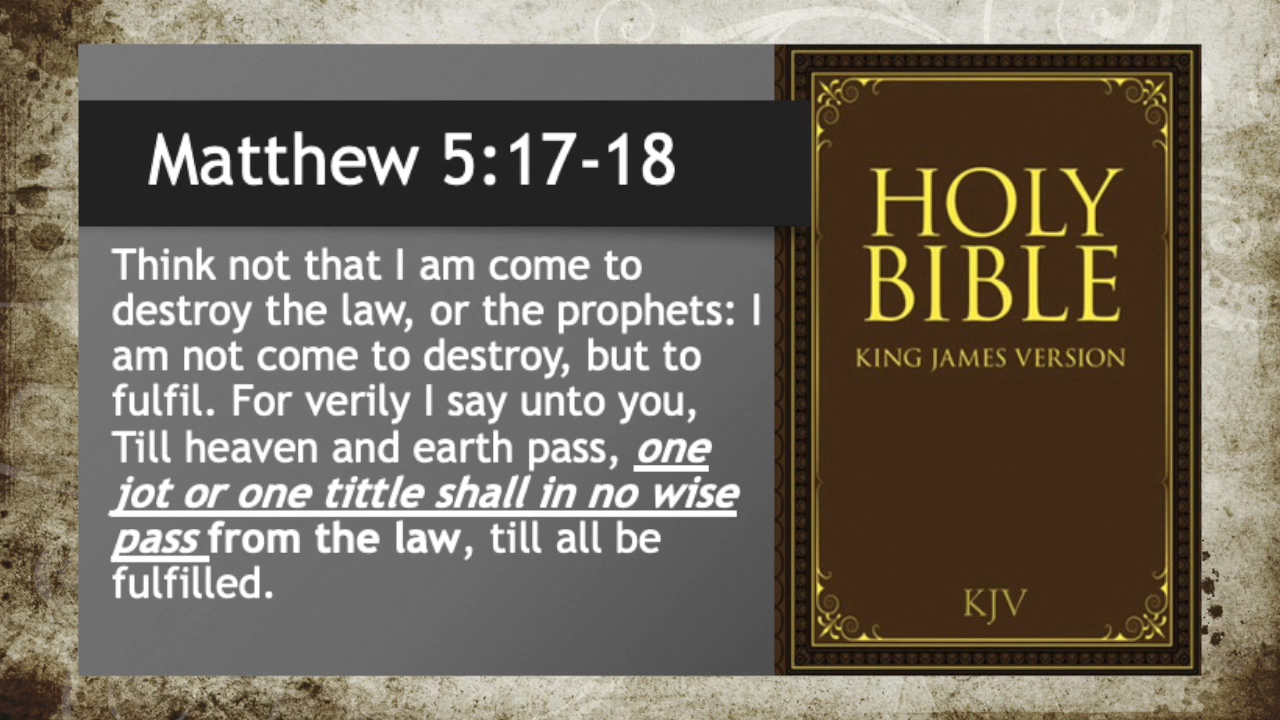 Matthew 5:17-18
Think not that I am come to
destroy the law, or the prophets: I
am not come to destroy, but to
fulfil. For verily I say unto you,
Till heaven and earth pass, one
jot or one tittle shall in no wise
pass from the law, till all be
fulfilled.
HOLY
BIBLE
KING JAMES VERSION
KJV